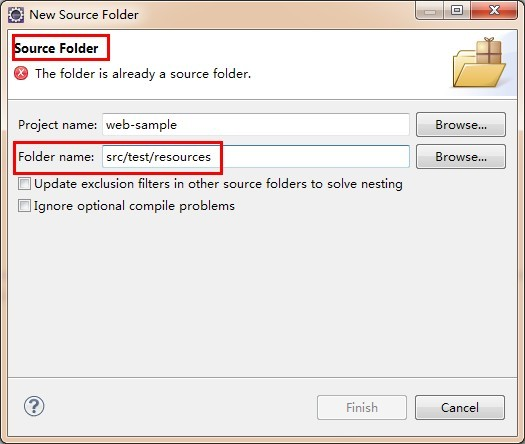 New Source Folder
Source Folder
The folder is already a source folder.
Project name: web-sample Browse...
Folder name: src/test/resources Browse...
Update exclusion filters in other source folders to solve nesting
Ignore optional compile problems
? Finish Cancel